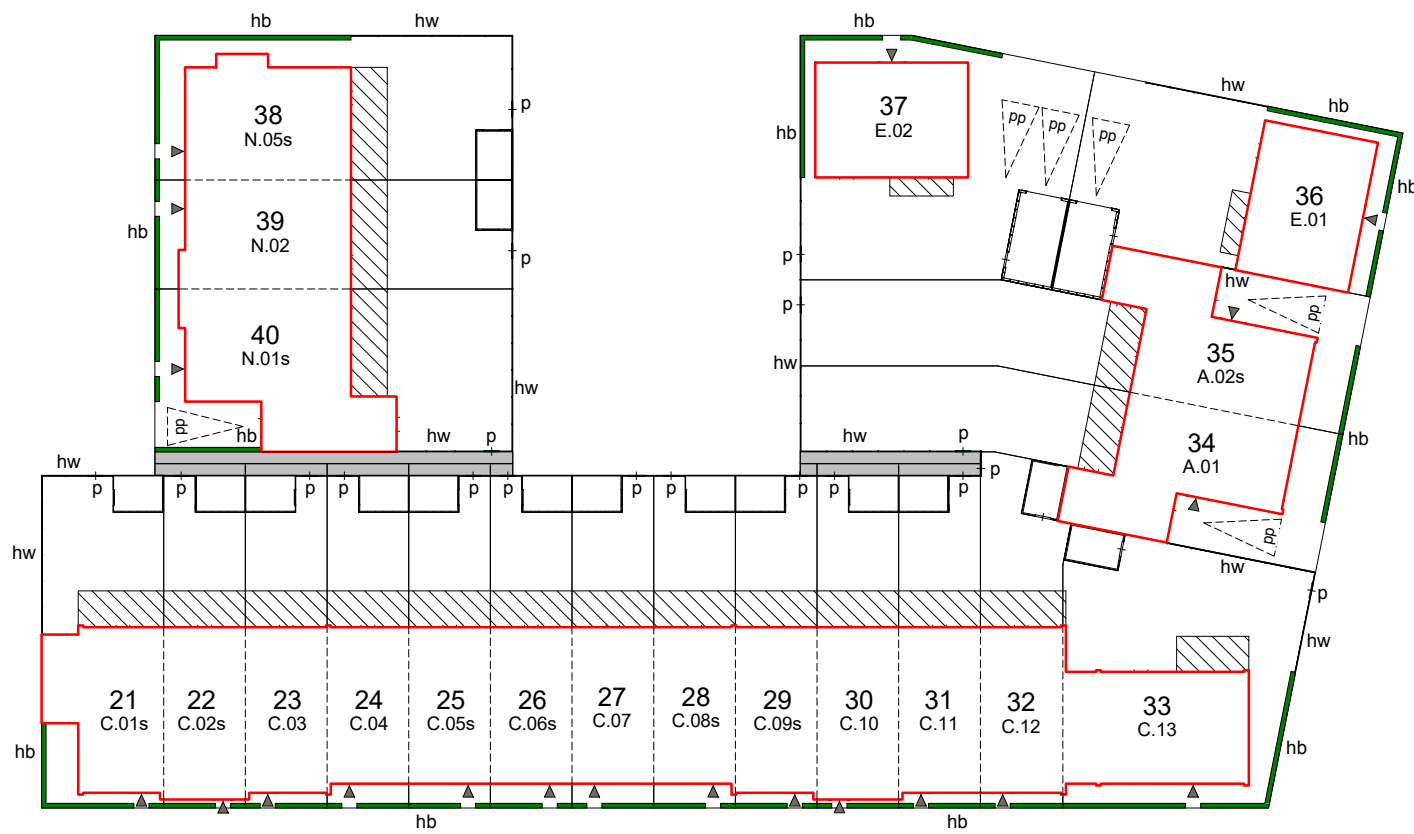 hb
hw
hb
hw
hb
38
N.05s
p
37
E.02
hb
pp
pp
pp
36
E.01
hb
39
N.02
hb
p
p
hw
pp
40
N.01s
p
35
A.02s
hw
hw
pp
hb
hw
p
hw
p
34
A.01
hb
hw
p
p
p
p
p
p
p
p
p
p
p
p
pp
hw
hw
p
hw
21
C.01s
22
C.02s
23
C.03
24
C.04
25
C.05s
26
C.06s
27
C.07
28
C.08s
29
C.09s
30
C.10
31
C.11
32
C.12
33
C.13
hb
hb
hb
hb